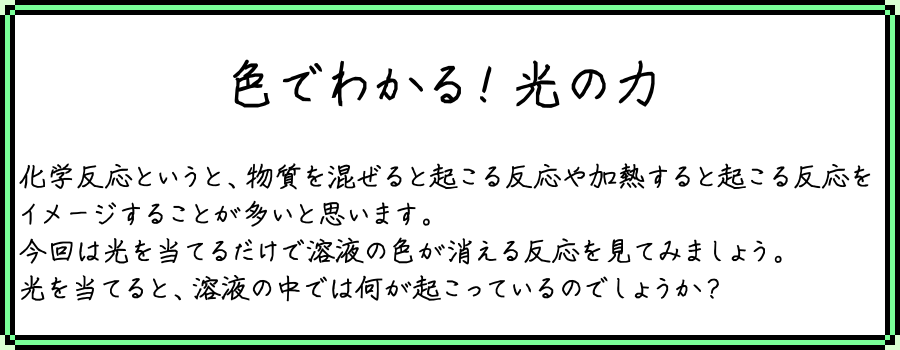 色でわかる！光の力
化学反応というと、物質を混ぜると起こる反応や加熱すると起こる反応を
イメージすることが多いと思います。
今回は光を当てるだけで溶液の色が消える反応を見てみましょう。
光を当てると、溶液の中では何が起こっているのでしょうか？